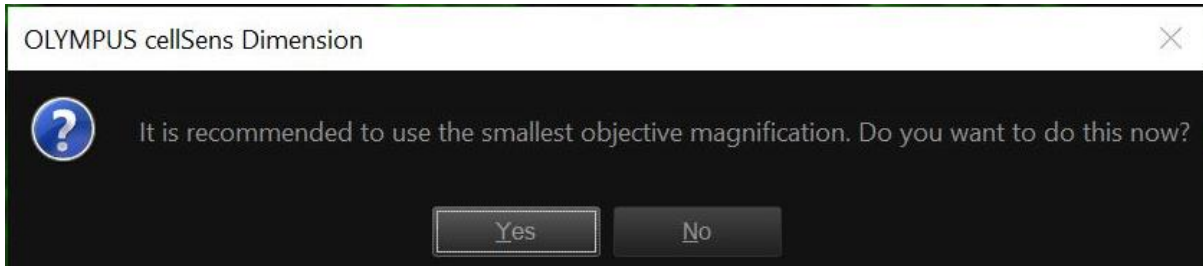 OLYMPUS cellSens Dimension
It is recommended to use the smallest objective magnification. Do you want to do this now?
Yes
No